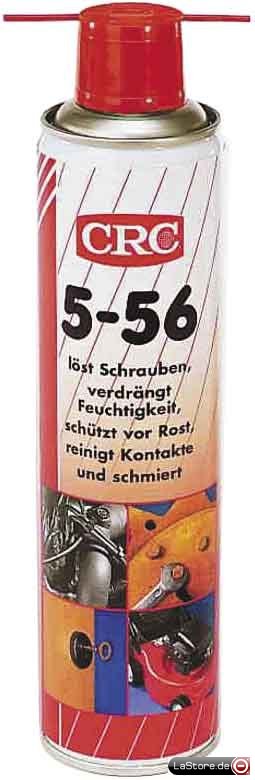 CRC
5-56
löst Schrauben,
verdrängt
Feuchtigkeit,
schützt vor Rost,
reinigt Kontakte
und schmiert
LaStore.de